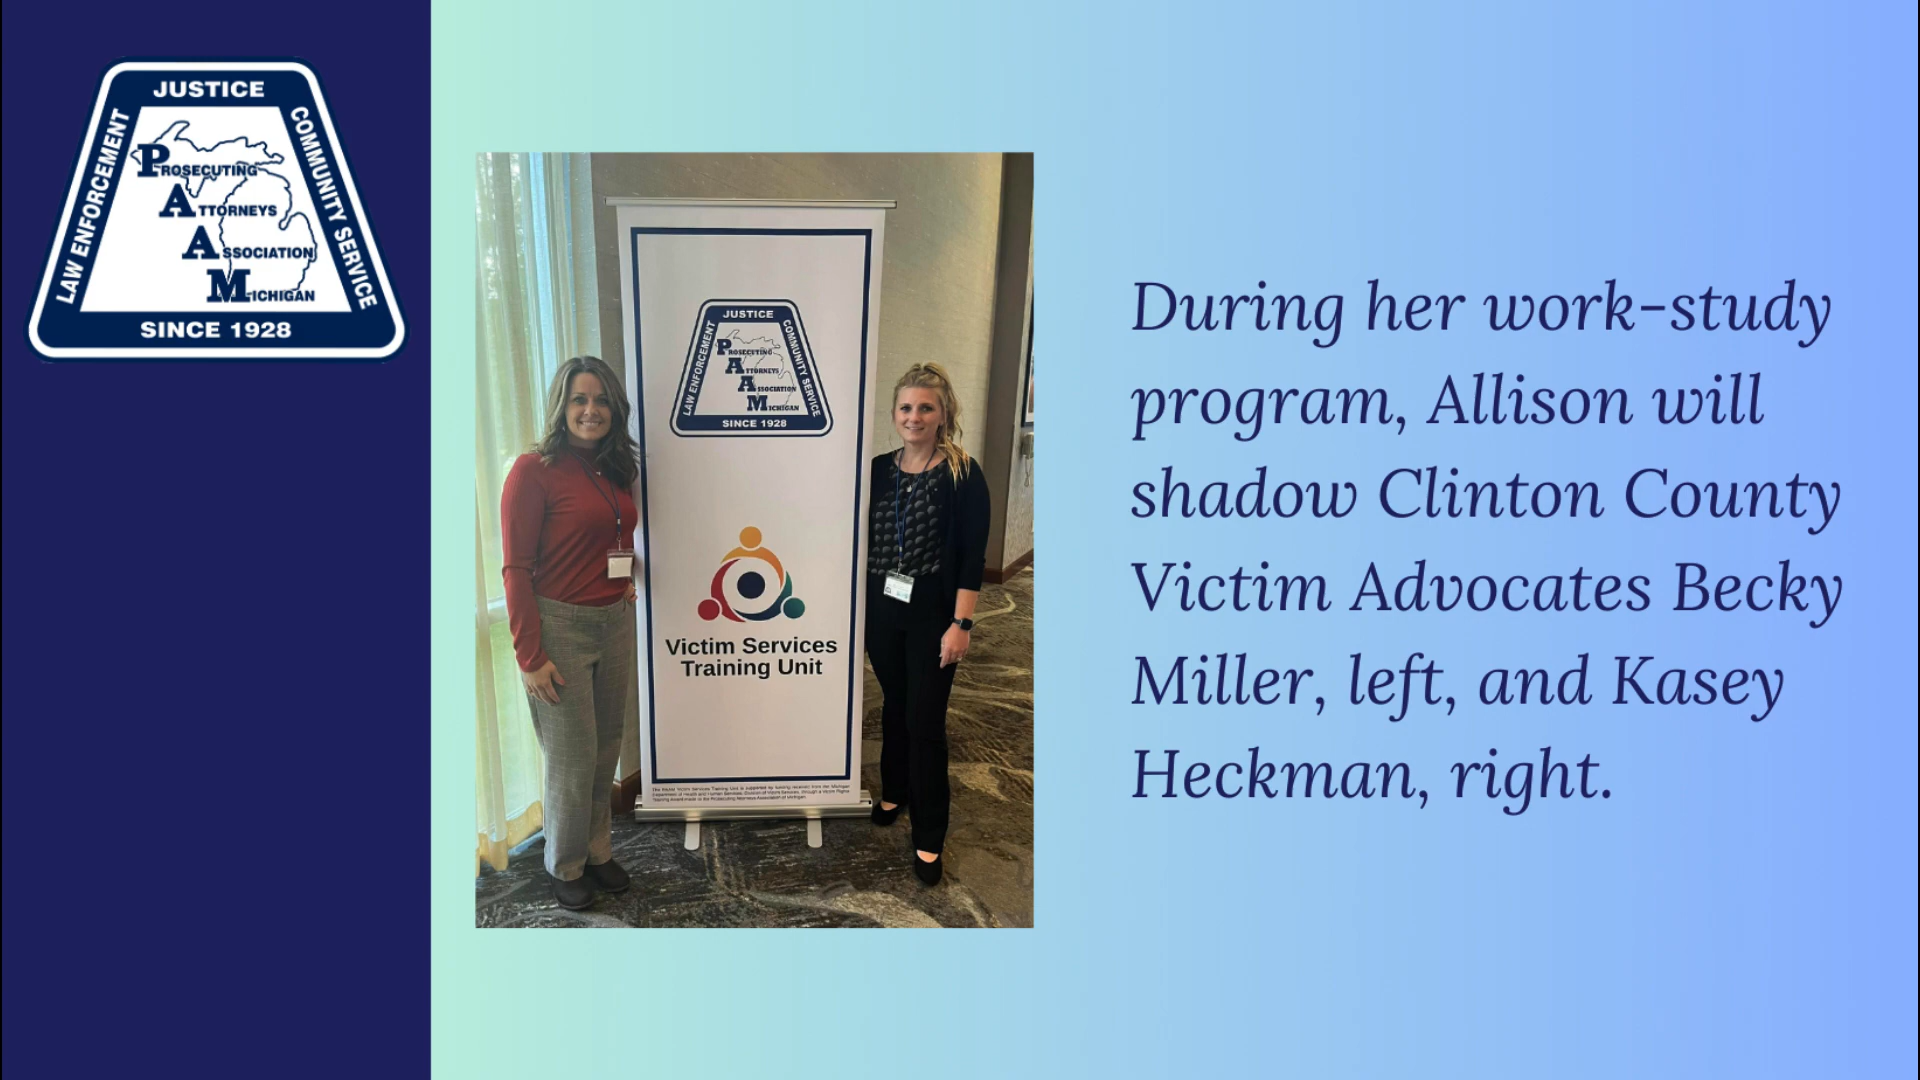 JUSTICE
LAW ENFORCEMENT
COMMUNITY SERVICE
PROSECUTING
ATTORNEYS
ASSOCIATION
MICHIGAN
SINCE 1928
JUSTICE
LAW ENFORCEMENT
COMMUNITY SERVICE
PROSECUTING
ATTORNEYS
ASSOCIATION
MICHIGAN
SINCE 1928
Victim Services
Training Unit
During her work-study
program, Allison will
shadow Clinton County
Victim Advocates Becky
Miller, left, and Kasey
Heckman, right.